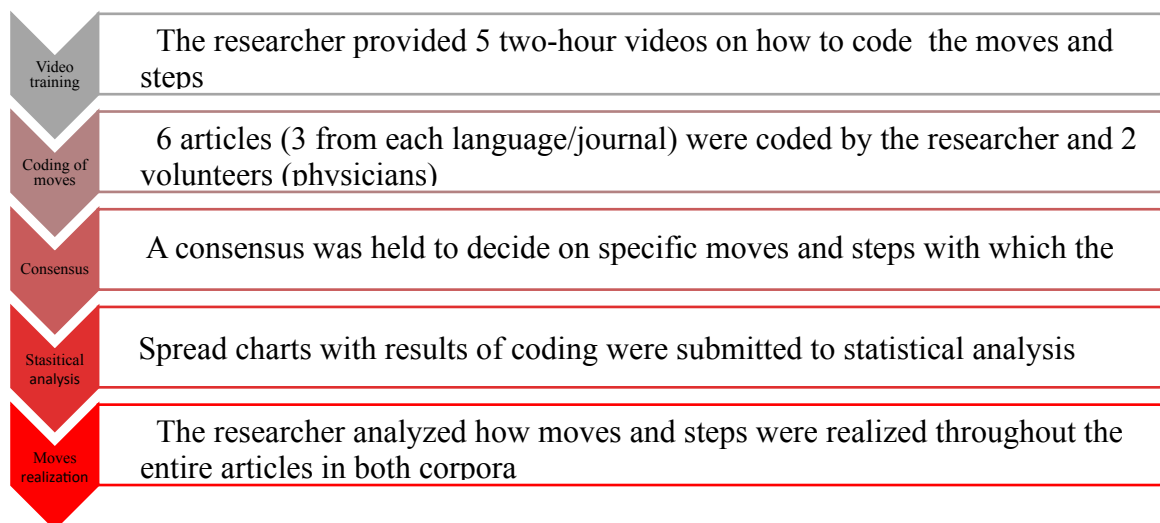 Video
training
The researcher provided 5 two-hour videos on how to code the moves and
steps
Coding of
moves
6 articles (3 from each language/journal) were coded by the researcher and 2
volunteers (physicians)
Consensus
A consensus was held to decide on specific moves and steps with which the
Stasitical
analysis
Spread charts with results of coding were submitted to statistical analysis
Moves
realization
The researcher analyzed how moves and steps were realized throughout the
entire articles in both corpora